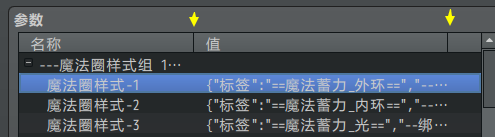 参数
名称 值
---魔法圈样式组 1···
魔法圈样式-1 {"标签":"==魔法蓄力_外环==","--···
魔法圈样式-2 {"标签":"==魔法蓄力_内环==","--···
魔法圈样式-3 {"标签":"==魔法蓄力_光==","--绑···